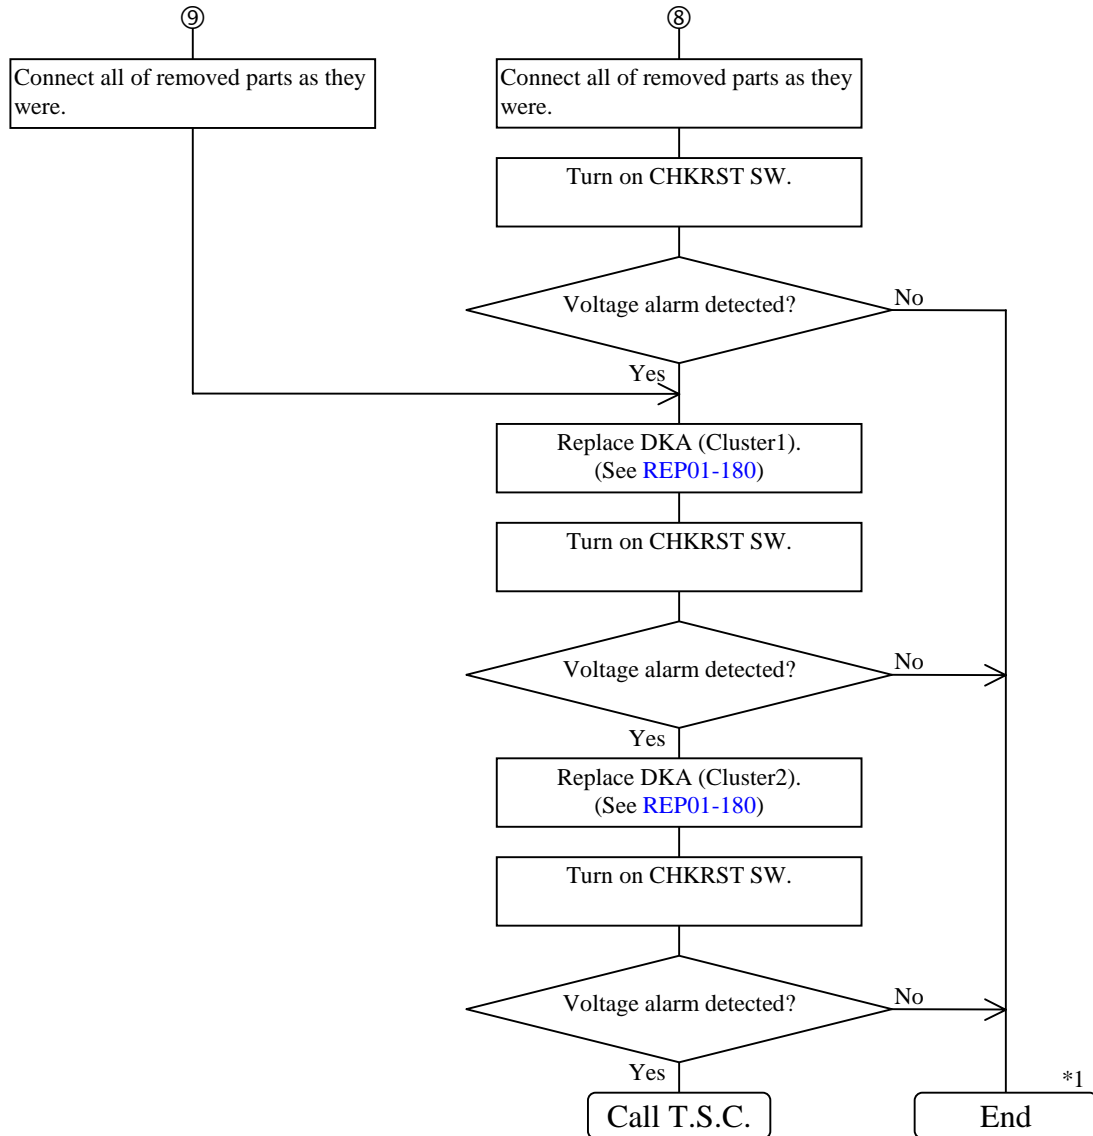 ⑨
⑧
Connect all of removed parts as they
were.
Connect all of removed parts as they
were.
Turn on CHKRST SW.
Voltage alarm detected?
No
Yes
Replace DKA (Cluster1).
(See REP01-180)
Turn on CHKRST SW.
Voltage alarm detected?
No
Yes
Replace DKA (Cluster2).
(See REP01-180)
Turn on CHKRST SW.
Voltage alarm detected?
No
Yes
*1
Call T.S.C.
End